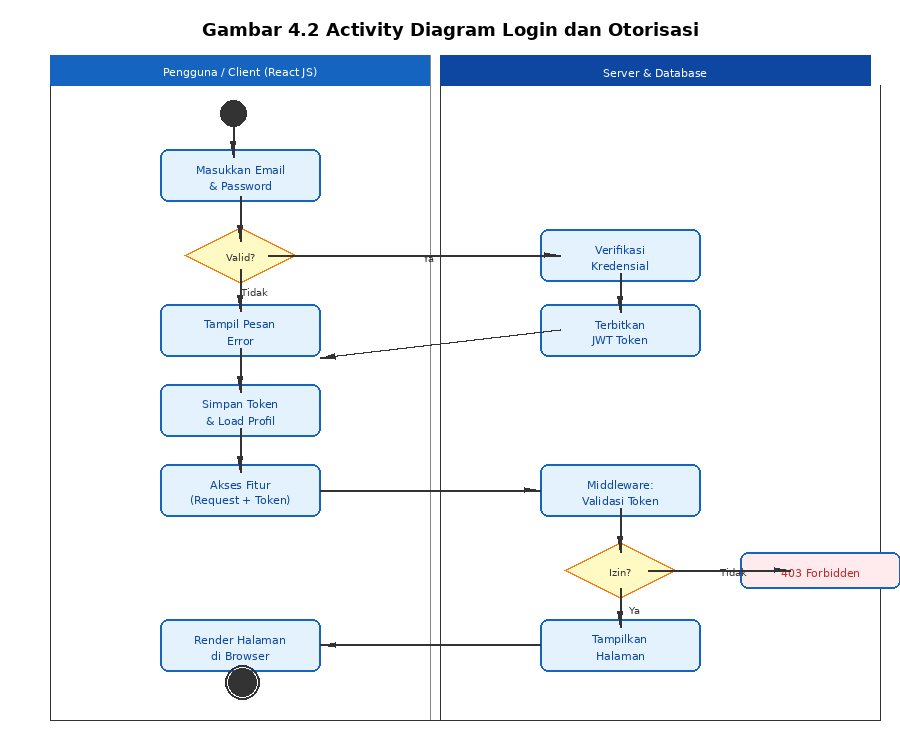 Gambar 4.2 Activity Diagram Login dan Otorisasi
Pengguna / Client (React JS)
Server & Database
Masukkan Email
& Password
Valid?
Ya
Verifikasi
Kredensial
Tidak
Tampil Pesan
Error
Terbitkan
JWT Token
Simpan Token
& Load Profil
Akses Fitur
(Request + Token)
Middleware:
Validasi Token
Izin?
Tidak
403 Forbidden
Ya
Render Halaman
di Browser
Tampilkan
Halaman